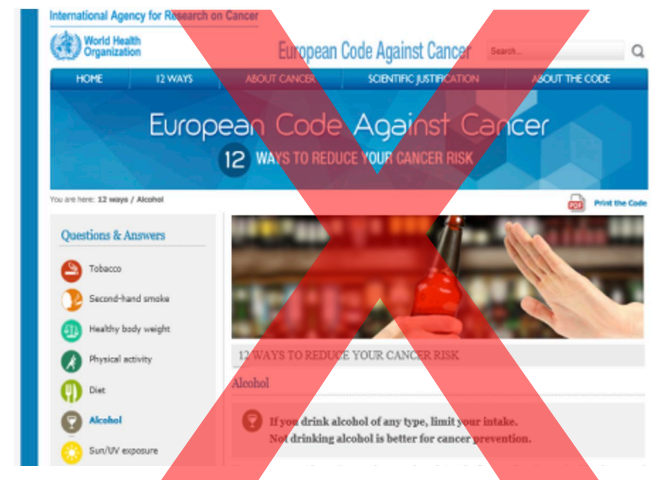 International Agency for Research on Cancer
World Health
Organization
European Code Against Cancer
Search...
HOME
12 WAYS
ABOUT CANCER
SCIENTIFIC JUSTIFICATION
ABOUT THE CODE
European Code Against Cancer
12 WAYS TO REDUCE YOUR CANCER RISK
You are here: 12 ways / Alcohol
PDF
Print the Code
Questions & Answers
Tobacco
Second-hand smoke
Healthy body weight
Physical activity
Diet
Alcohol
Sun/UV exposure
12 WAYS TO REDUCE YOUR CANCER RISK
Alcohol
If you drink alcohol of any type, limit your intake.
Not drinking alcohol is better for cancer prevention.